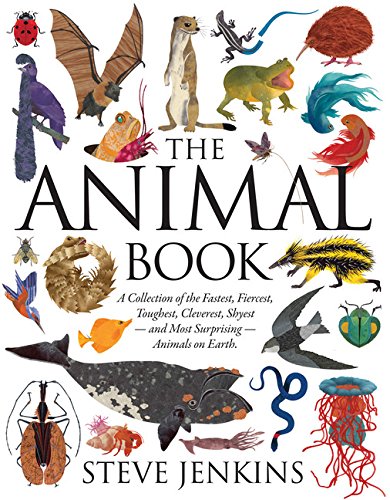 THE
ANIMAL
BOOK
A Collection of the Fastest, Fiercest,
Toughest, Cleverest, Shyest
— and Most Surprising —
Animals on Earth.
STEVE JENKINS